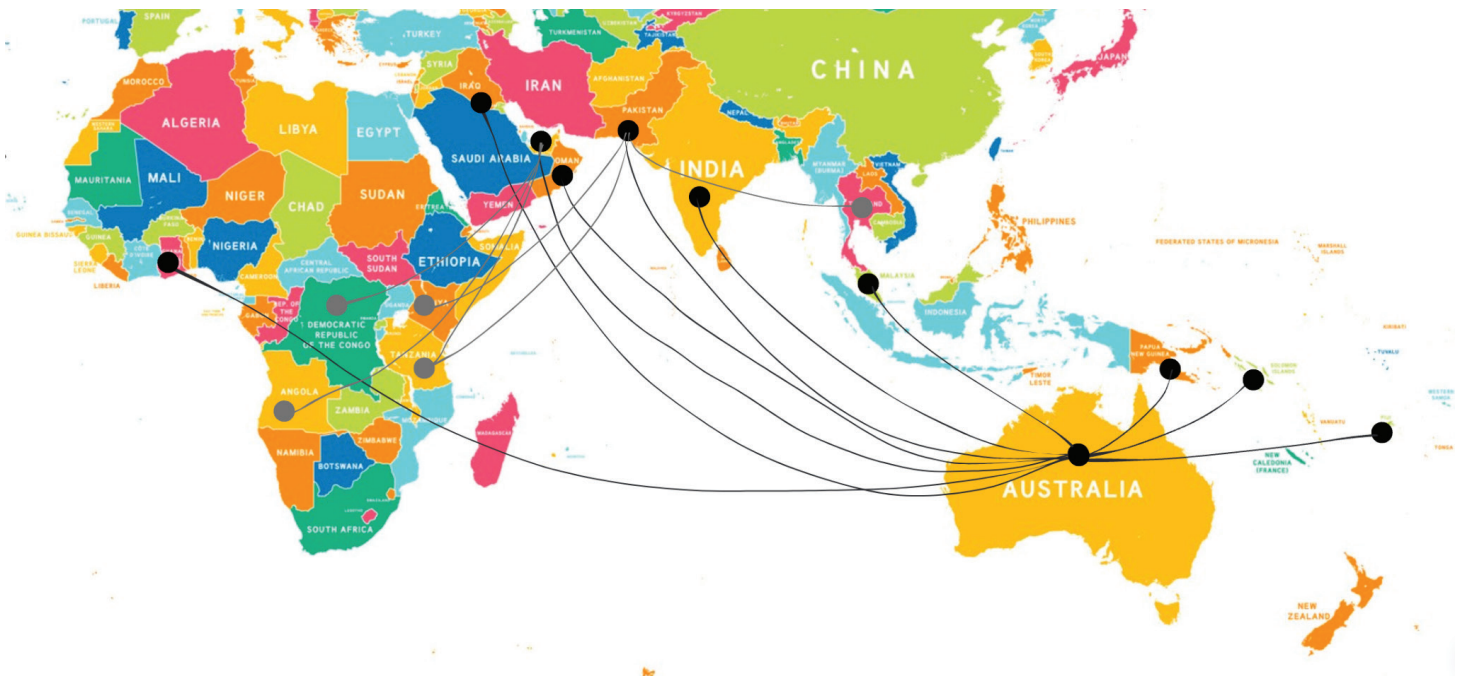 PORTUGAL
SPAIN
TURKEY
TURKMENISTAN
UZBEKISTAN
KYRGYZSTAN
TAJIKISTAN
CHINA
JAPAN
MOROCCO
ALGERIA
LIBYA
EGYPT
SYRIA
IRAQ
IRAN
AFGHANISTAN
PAKISTAN
NEPAL
INDIA
MYANMAR
(BURMA)
LAOS
VIETNAM
CAMBODIA
PHILIPPINES
MAURITANIA
MALI
NIGER
CHAD
SUDAN
ERITREA
SAUDI ARABIA
OMAN
YEMEN
SENEGAL
GUINEA BISSAU
GUINEA
SIERRA
LEONE
LIBERIA
NIGERIA
CAMEROON
CENTRAL
AFRICAN REPUBLIC
SOUTH
SUDAN
ETHIOPIA
SOMALIA
UGANDA
REP. OF
THE
CONGO
DEMOCRATIC
REPUBLIC
OF THE CONGO
TANZANIA
ANGOLA
ZAMBIA
ZIMBABWE
NAMIBIA
BOTSWANA
MADAGASCAR
SOUTH AFRICA
MALAYSIA
INDONESIA
TIMOR
LESTE
PAPUA
NEW GUINEA
FEDERATED STATES OF MICRONESIA
MARSHALL
ISLANDS
KIRIBATI
TUVALU
SOLOMON
ISLANDS
WESTERN
SAMOA
VANUATU
TONGA
NEW
CALEDONIA
(FRANCE)
AUSTRALIA
NEW
ZEALAND